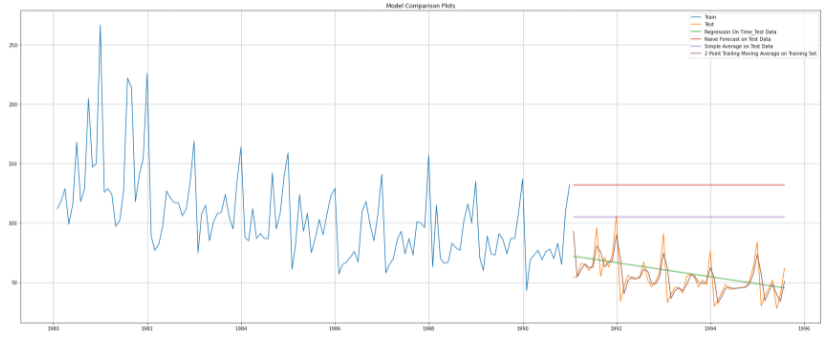 Model Comparison Plots
Train
Test
Regression On Time_Test Data
Naive Forecast on Test Data
Simple Average on Test Data
2 Point Trailing Moving Average on Training Set
250
200
150
100
50
1980 1982 1984 1986 1988 1990 1992 1994 1996